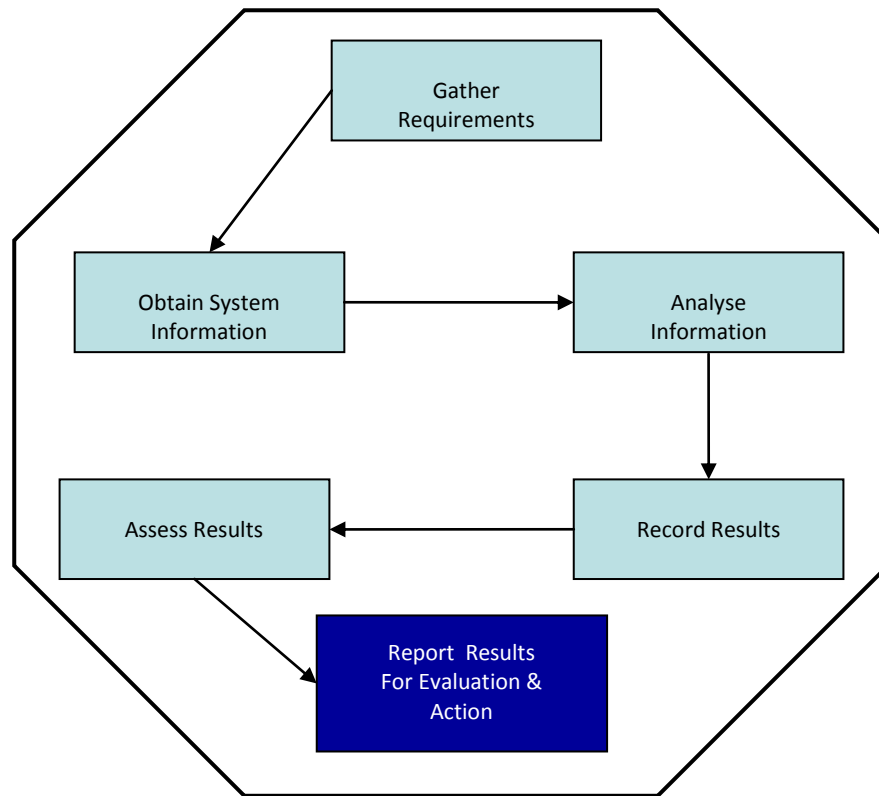 Gather
Requirements
Obtain System
Information
Analyse
Information
Assess Results
Record Results
Report  Results
For Evaluation &
Action